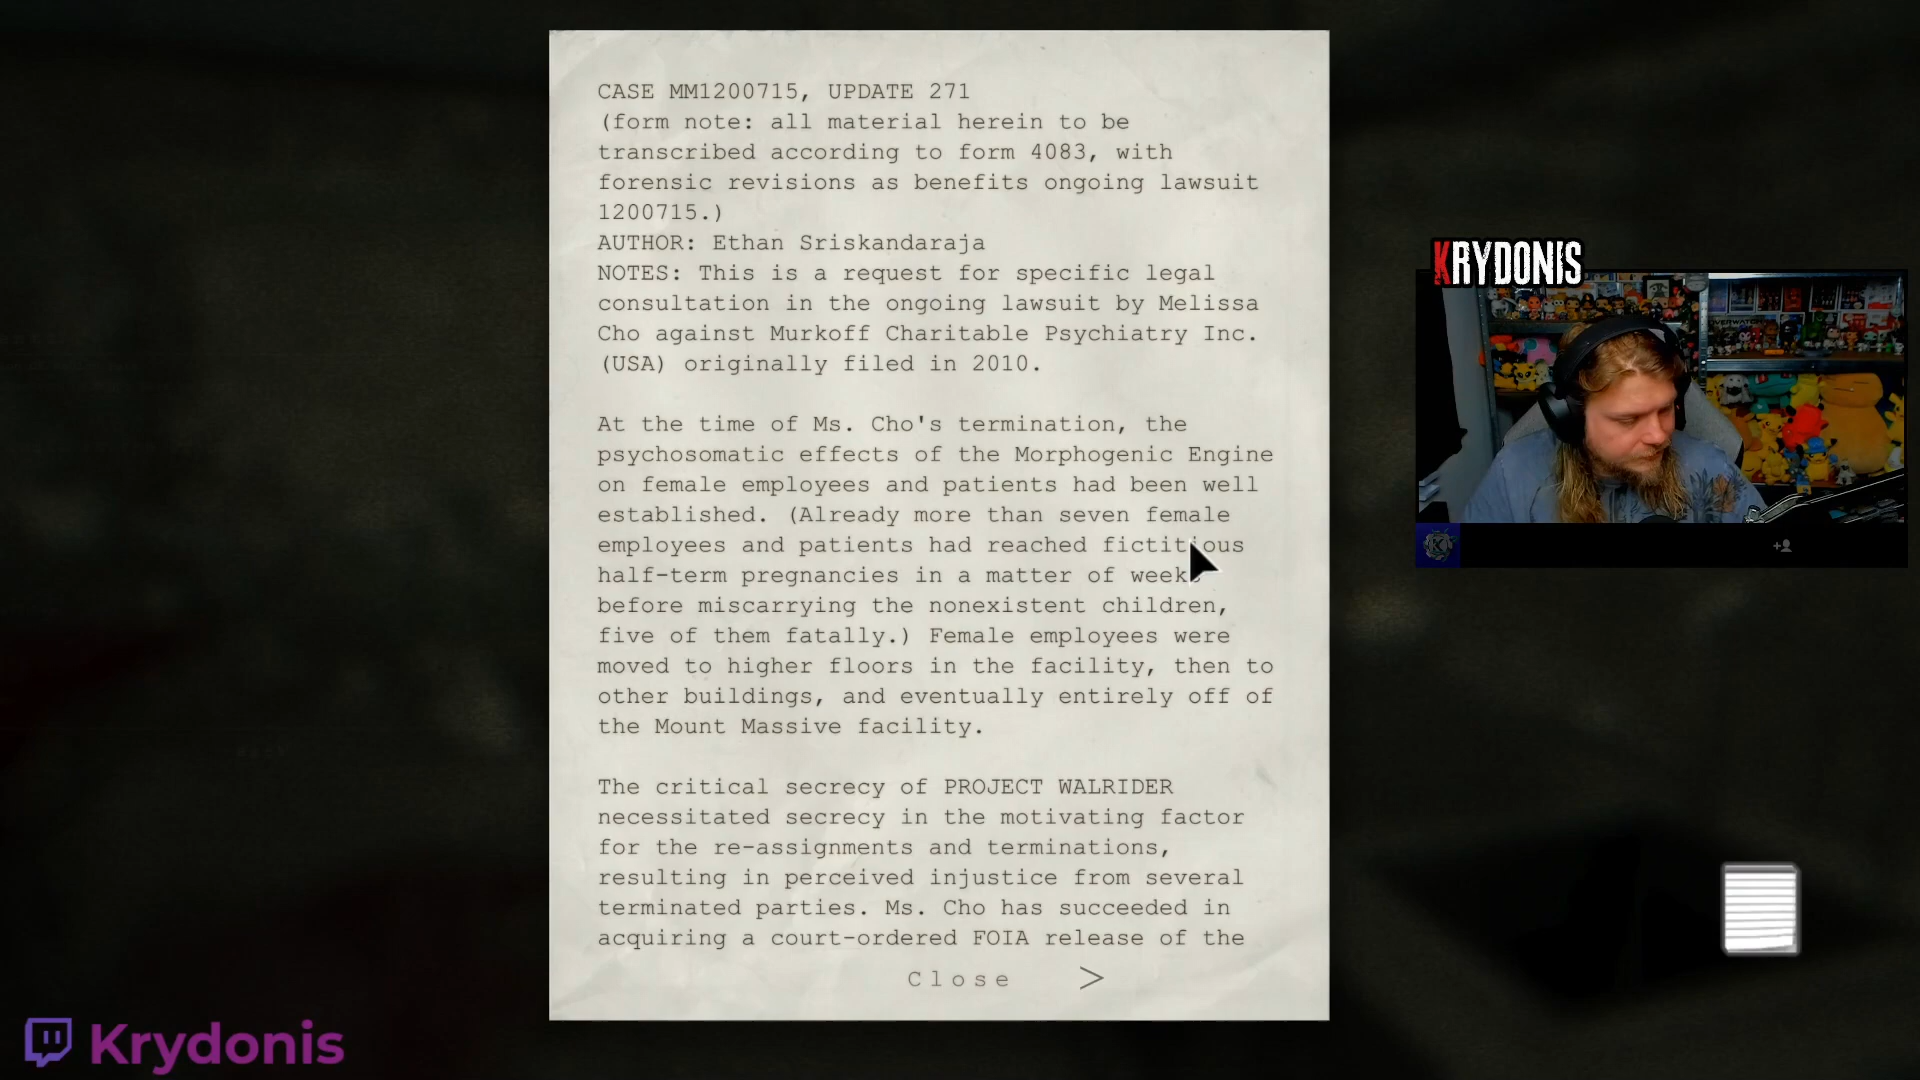 CASE MM1200715, UPDATE 271
(form note: all material herein to be
transcribed according to form 4083, with
forensic revisions as benefits ongoing lawsuit
1200715.)
AUTHOR: Ethan Sriskandaraja
NOTES: This is a request for specific legal
consultation in the ongoing lawsuit by Melissa
Cho against Murkoff Charitable Psychiatry Inc.
(USA) originally filed in 2010.
At the time of Ms. Cho's termination, the
psychosomatic effects of the Morphogenic Engine
on female employees and patients had been well
established. (Already more than seven female
employees and patients had reached fictitious
half-term pregnancies in a matter of weeks
before miscarrying the nonexistent children,
five of them fatally.) Female employees were
moved to higher floors in the facility, then to
other buildings, and eventually entirely off of
the Mount Massive facility.
The critical secrecy of PROJECT WALRIDER
necessitated secrecy in the motivating factor
for the re-assignments and terminations,
resulting in perceived injustice from several
terminated parties. Ms. Cho has succeeded in
acquiring a court-ordered FOIA release of the
Close >
KRYDONIS
Krydonis